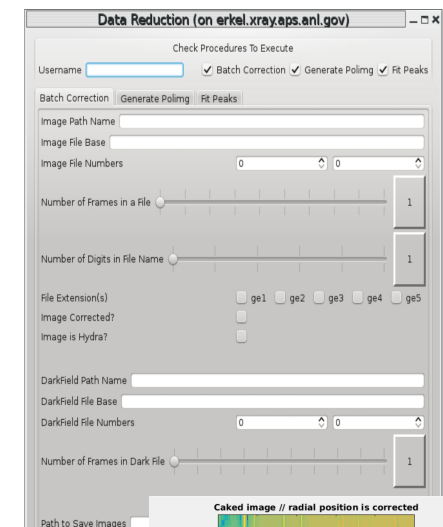 Data Reduction (on erkel.xray.aps.anl.gov)
Check Procedures To Execute
Username Batch Correction Generate Polimg Fit Peaks
Batch Correction Generate Polimg Fit Peaks
Image Path Name
Image File Base
Image File Numbers 0 0
Number of Frames in a File 1
Number of Digits in File Name 1
File Extension(s) ge1 ge2 ge3 ge4 ge5
Image Corrected?
Image is Hydra?
DarkField Path Name
DarkField File Base
DarkField File Numbers 0 0
Number of Frames in Dark File 1
Caked image // radial position is corrected
Path to Save Images